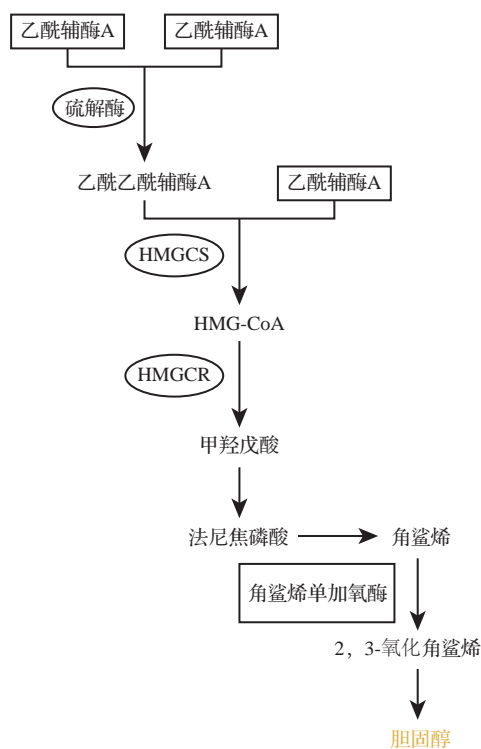 乙酰辅酶A
乙酰辅酶A
硫解酶
乙酰乙酰辅酶A
乙酰辅酶A
HMGCS
HMG-CoA
HMGCR
甲羟戊酸
法尼焦磷酸
角鲨烯
角鲨烯单加氧酶
2，3-氧化角鲨烯
胆固醇